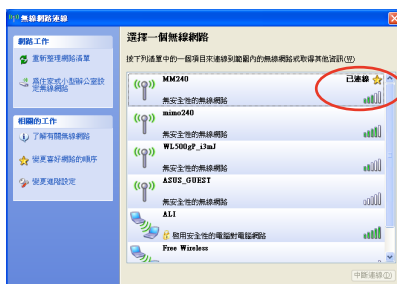 無線網路連線
網路工作
重新整理網路清單
為住家或小型辦公室設
定無線網路
相關的工作
了解有關無線網路
變更喜好網路的順序
變更進階設定
選擇一個無線網路
按下列清單中的一個項目來連線到範圍內的無線網路或取得其他資訊(W)
MM240
已連線
無安全性的無線網路
mimo240
無安全性的無線網路
WL500gP_i3mJ
無安全性的無線網路
ASUS_GUEST
無安全性的無線網路
ALI
啟用安全性的電腦對電腦網路
Free Wireless
中斷連線(D)